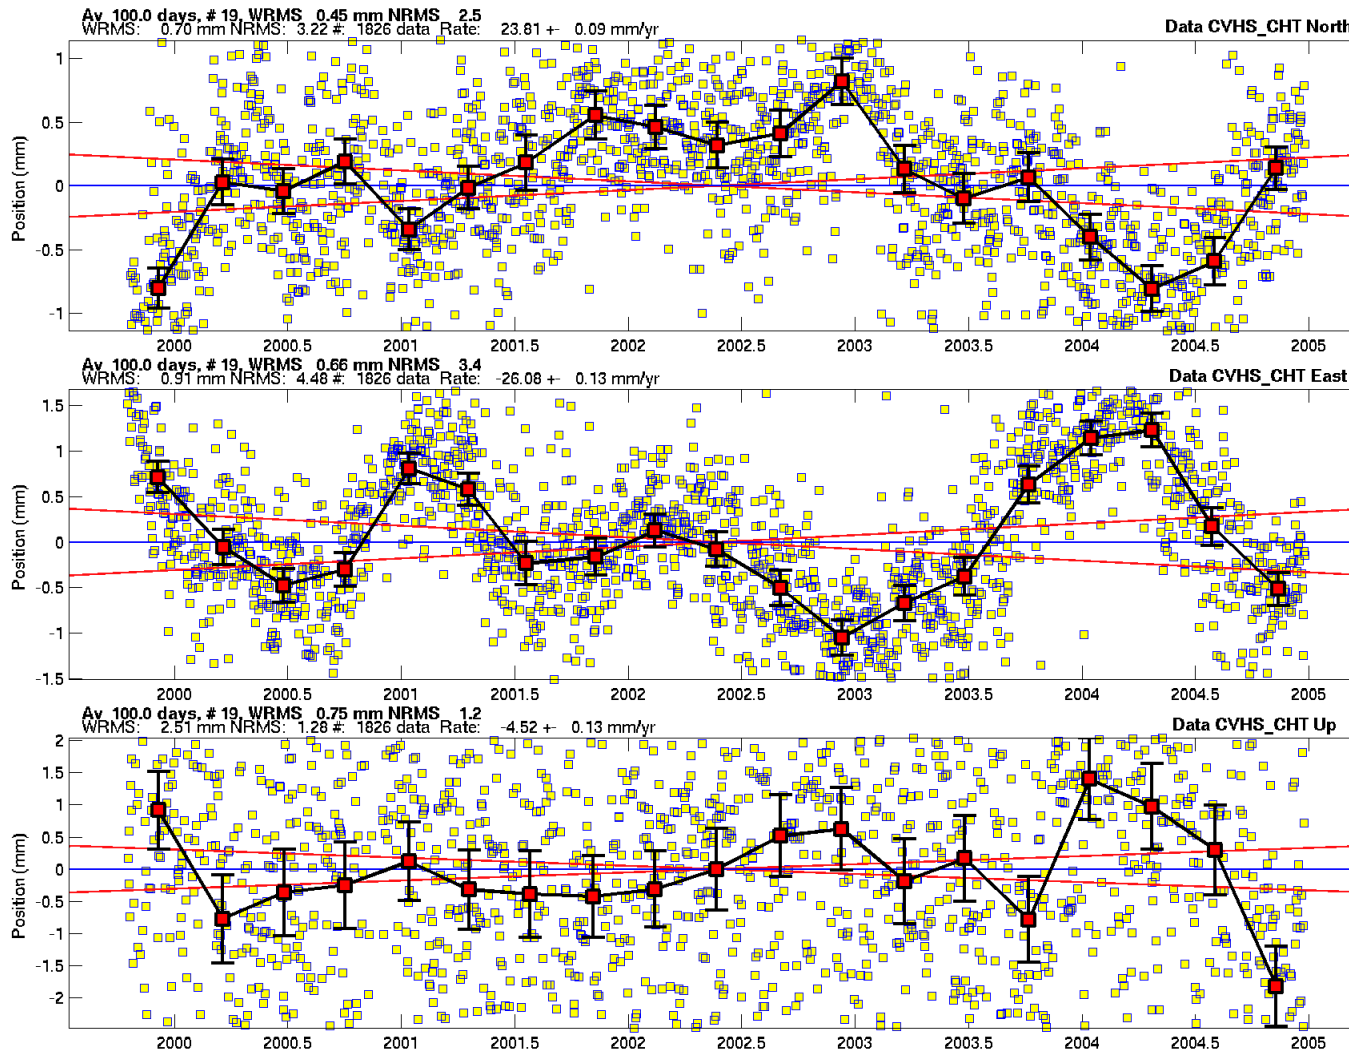 Av 100.0 days, # 19, WRMS 0.45 mm NRMS 2.5
WRMS: 0.70 mm NRMS: 3.22 #: 1826 data Rate: 23.81 +- 0.09 mm/yr
Data CVHS_CHT North
1
0.5
0
-0.5
-1
Position (mm)
2000 2000.5 2001 2001.5 2002 2002.5 2003 2003.5 2004 2004.5 2005
Av 100.0 days, # 19, WRMS 0.66 mm NRMS 3.4
WRMS: 0.91 mm NRMS: 4.48 #: 1826 data Rate: -26.08 +- 0.13 mm/yr
Data CVHS_CHT East
1.5
1
0.5
0
-0.5
-1
-1.5
Position (mm)
2000 2000.5 2001 2001.5 2002 2002.5 2003 2003.5 2004 2004.5 2005
Av 100.0 days, # 19, WRMS 0.75 mm NRMS 1.2
WRMS: 2.51 mm NRMS: 1.28 #: 1826 data Rate: -4.52 +- 0.13 mm/yr
Data CVHS_CHT Up
2
1.5
1
0.5
0
-0.5
-1
-1.5
-2
Position (mm)
2000 2000.5 2001 2001.5 2002 2002.5 2003 2003.5 2004 2004.5 2005